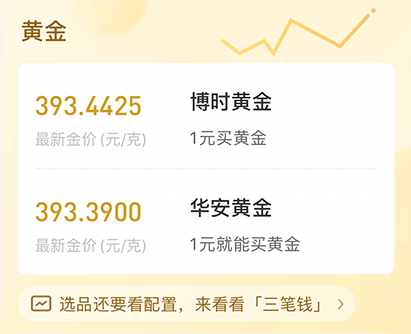 黄金
393.4425 博时黄金
最新金价(元/克) 1元买黄金
393.3900 华安黄金
最新金价(元/克) 1元就能买黄金
选品还要看配置，来看看「三笔钱」 >